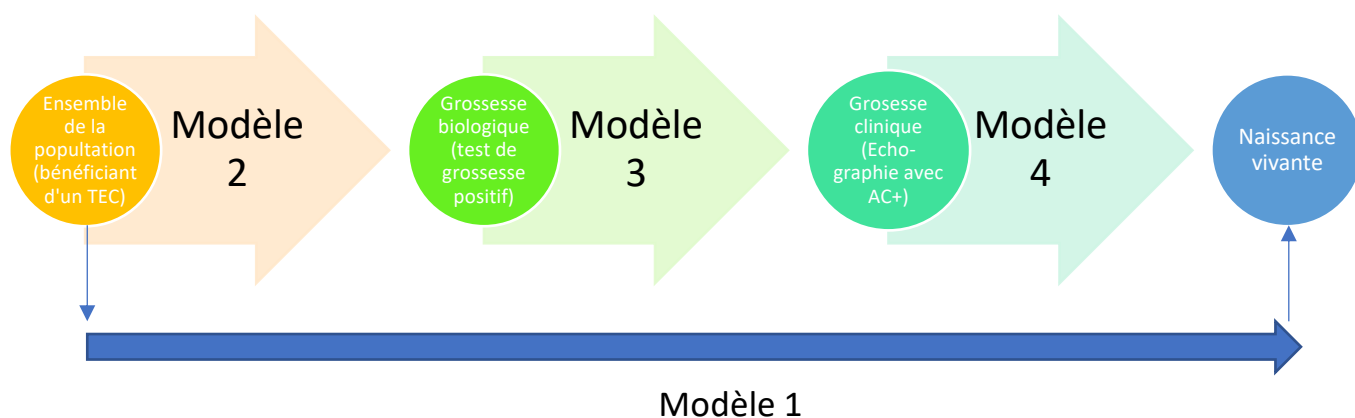 Ensemble
de la
popultation
(bénéficiant
d'un TEC)
Modèle
2
Grossesse
biologique
(test de
grossesse
positif)
Modèle
3
Grosesse
clinique
(Echo-
graphie avec
AC+)
Modèle
4
Naissance
vivante
Modèle 1